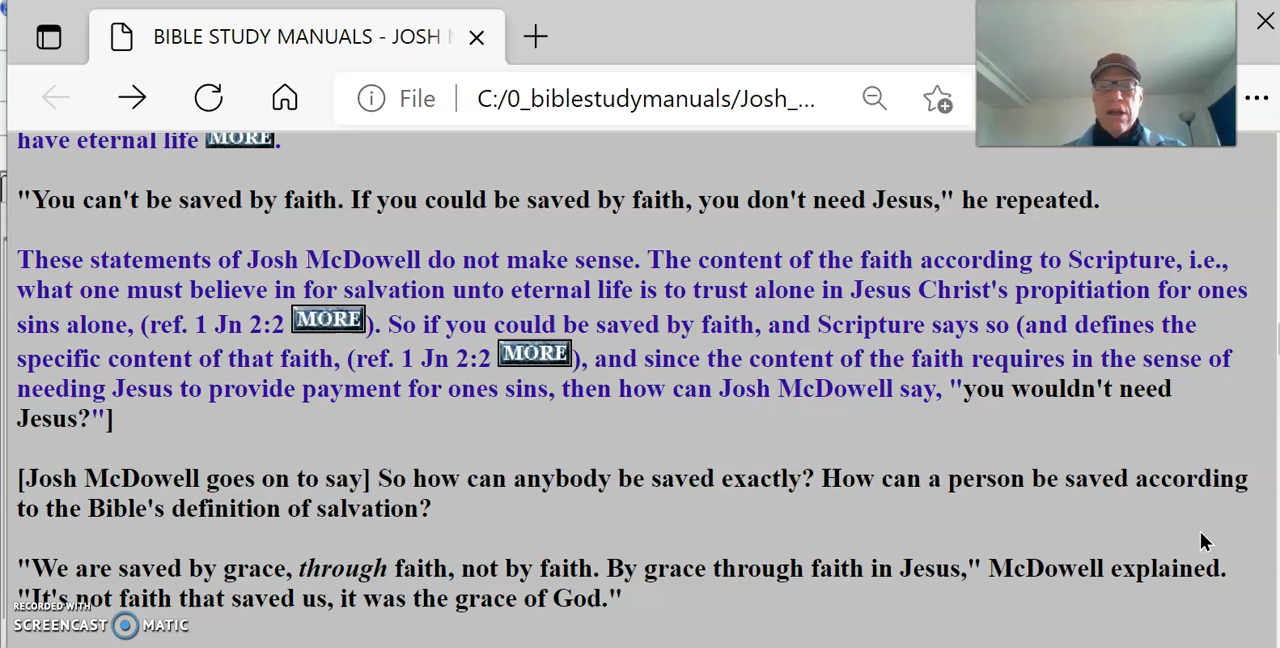 BIBLE STUDY MANUALS - JOSH
File
C:/0_biblestudymanuals/Josh_...
have eternal life MORE.
"You can't be saved by faith. If you could be saved by faith, you don't need Jesus," he repeated.
These statements of Josh McDowell do not make sense. The content of the faith according to Scripture, i.e.,
what one must believe in for salvation unto eternal life is to trust alone in Jesus Christ's propitiation for ones
sins alone, (ref. 1 Jn 2:2 MORE). So if you could be saved by faith, and Scripture says so (and defines the
specific content of that faith, (ref. 1 Jn 2:2 MORE), and since the content of the faith requires in the sense of
needing Jesus to provide payment for ones sins, then how can Josh McDowell say, "you wouldn't need
Jesus?"]
[Josh McDowell goes on to say] So how can anybody be saved exactly? How can a person be saved according
to the Bible's definition of salvation?
"We are saved by grace, through faith, not by faith. By grace through faith in Jesus," McDowell explained.
"It's not faith that saved us, it was the grace of God."
RECORDED WITH
SCREENCAST MATIC